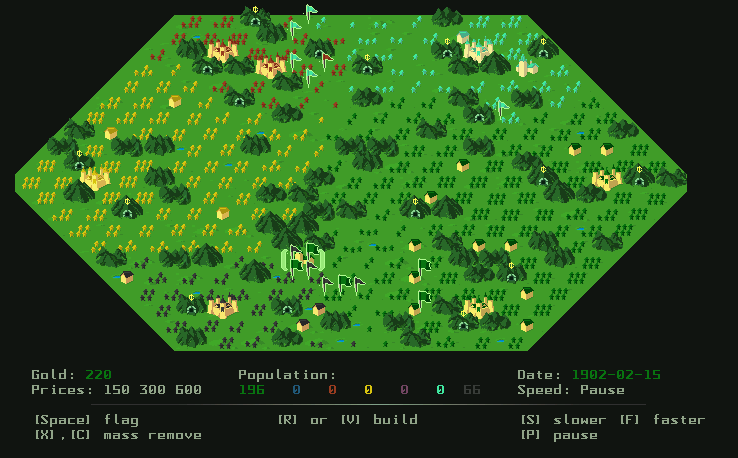 Gold: 220 Population: Date: 1902-02-15
Prices: 150 300 600 196 0 0 0 0 0 66 Speed: Pause
[Space] flag [R] or [V] build [S] slower [F] faster
[X],[C] mass remove [P] pause